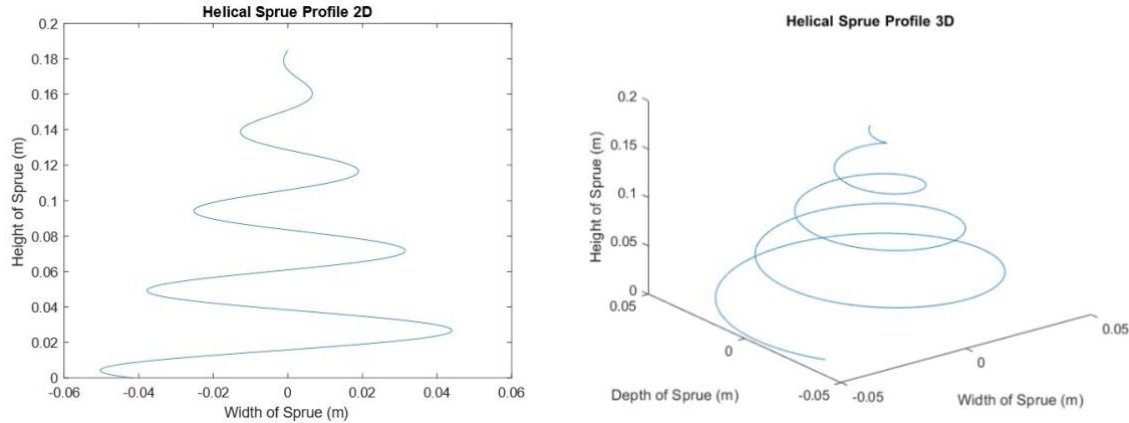 Helical Sprue Profile 2D
0.2
0.18
0.16
0.14
0.12
0.1
0.08
0.06
0.04
0.02
0
Height of Sprue (m)
-0.06 -0.04 -0.02 0 0.02 0.04 0.06
Width of Sprue (m)
Helical Sprue Profile 3D
0.2
0.15
0.1
0.05
0
Height of Sprue (m)
0.05
0
-0.05
Depth of Sprue (m)
-0.05
0
0.05
Width of Sprue (m)